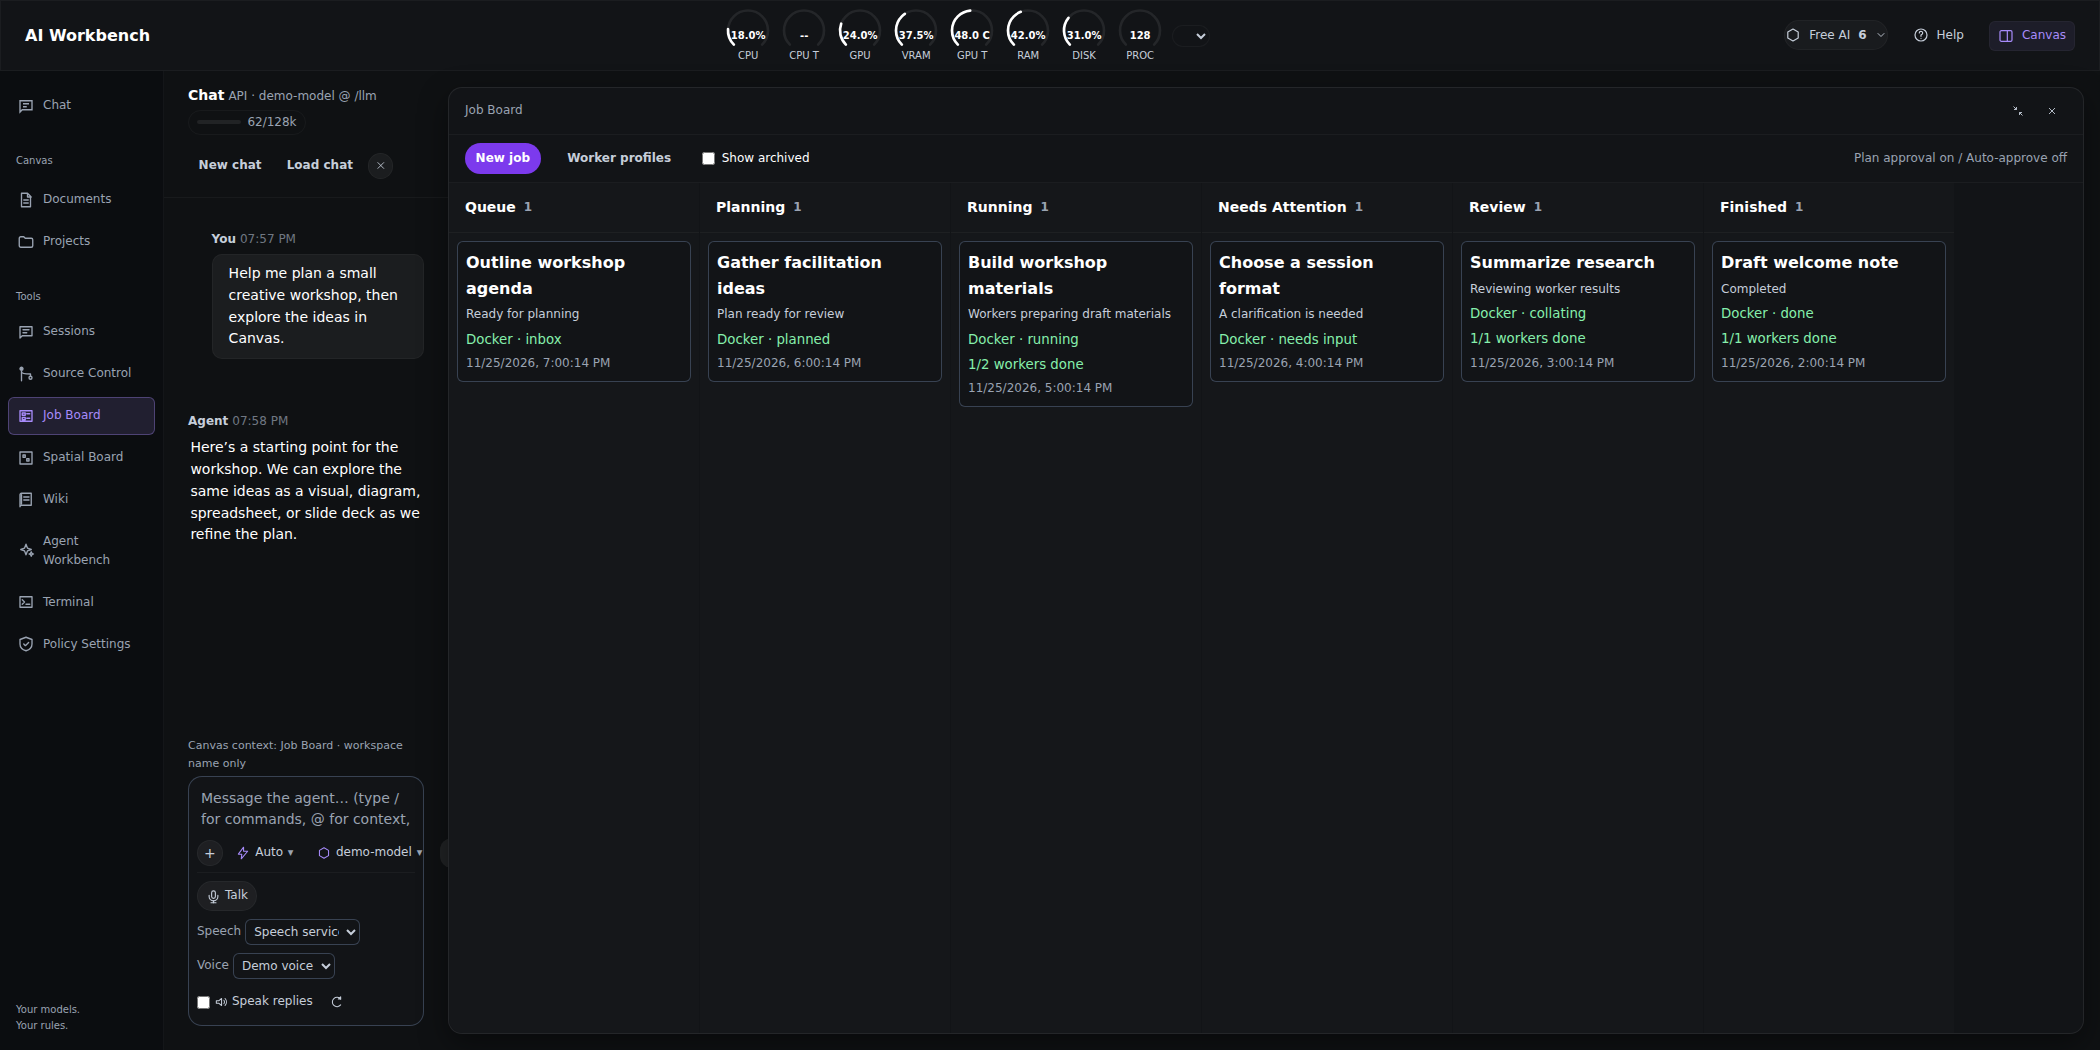 AI Workbench
18.0%
CPU
--
CPU T
24.0%
GPU
37.5%
VRAM
48.0 C
GPU T
42.0%
RAM
31.0%
DISK
128
PROC
Free AI 6
Help
Canvas
Chat
Canvas
Documents
Projects
Tools
Sessions
Source Control
Job Board
Spatial Board
Wiki
Agent
Workbench
Terminal
Policy Settings
Your models.
Your rules.
Chat API · demo-model @ /llm
62/128k
New chat
Load chat
You 07:57 PM
Help me plan a small
creative workshop, then
explore the ideas in
Canvas.
Agent 07:58 PM
Here’s a starting point for the
workshop. We can explore the
same ideas as a visual, diagram,
spreadsheet, or slide deck as we
refine the plan.
Canvas context: Job Board · workspace
name only
Message the agent... (type /
for commands, @ for context,
Auto
demo-model
Talk
Speech Speech servic
Voice Demo voice
Speak replies
Job Board
New job
Worker profiles
Show archived
Plan approval on / Auto-approve off
Queue 1
Outline workshop
agenda
Ready for planning
Docker · inbox
11/25/2026, 7:00:14 PM
Planning 1
Gather facilitation
ideas
Plan ready for review
Docker · planned
11/25/2026, 6:00:14 PM
Running 1
Build workshop
materials
Workers preparing draft materials
Docker · running
1/2 workers done
11/25/2026, 5:00:14 PM
Needs Attention 1
Choose a session
format
A clarification is needed
Docker · needs input
11/25/2026, 4:00:14 PM
Review 1
Summarize research
Reviewing worker results
Docker · collating
1/1 workers done
11/25/2026, 3:00:14 PM
Finished 1
Draft welcome note
Completed
Docker · done
1/1 workers done
11/25/2026, 2:00:14 PM